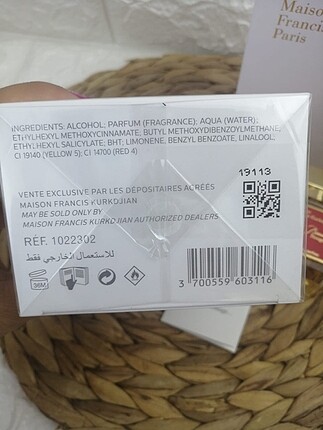 Maison
Francis
Paris
INGREDIENTS: ALCOHOL; PARFUM (FRAGRANCE); AQUA (WATER);
ETHYLHEXYL METHOXYCINNAMATE; BUTYL METHOXYDIBENZOYLMETHANE;
ETHYLHEXYL SALICYLATE; BHT; LIMONENE, BENZYL BENZOATE, LINALOOL;
CI 19140 (YELLOW 5); CI 14700 (RED 4)
19113
VENTE EXCLUSIVE PAR LES DÉPOSITAIRES AGRÉÉS
MAISON FRANCIS KURKDJIAN
MAY BE SOLD ONLY BY
MAISON FRANCIS KURKDJIAN AUTHORIZED DEALERS
RÉF. 1022302
للاستعمال الخارجي فقط
36M
3 700559 603116